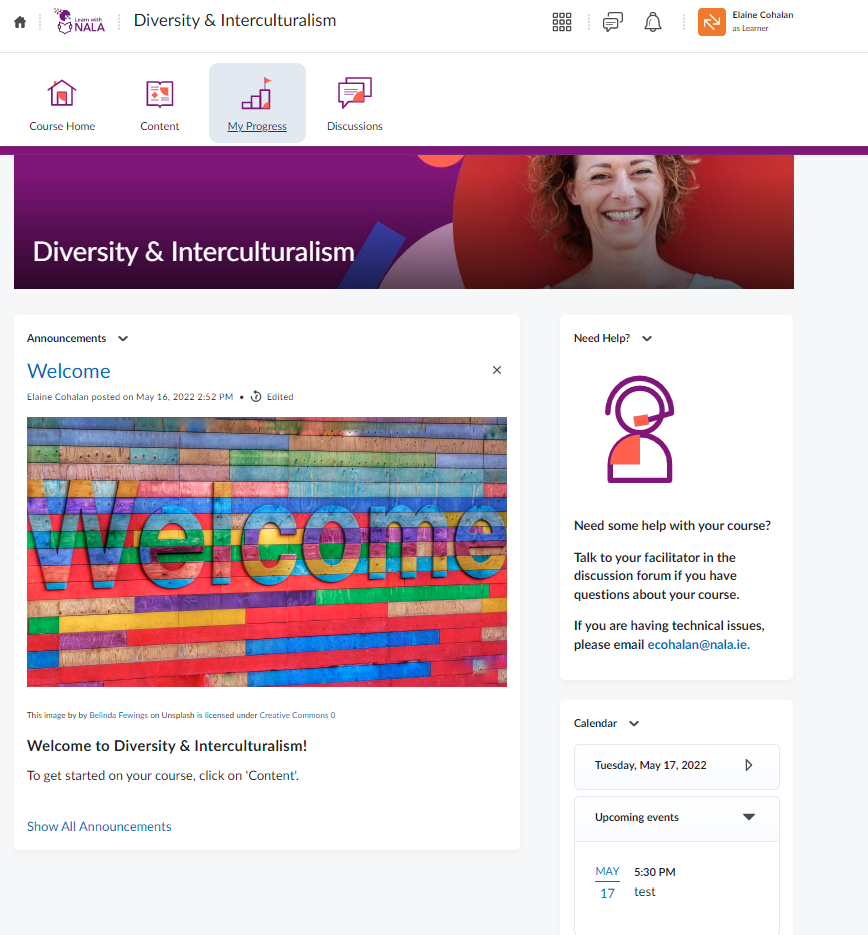 Learn with
NALA
Diversity & Interculturalism
Elaine Cohalan
as Learner
Course Home
Content
My Progress
Discussions
Diversity & Interculturalism
Announcements
Welcome
Elaine Cohalan posted on May 16, 2022 2:52 PM • Edited
Welcome
This image by by Belinda Fewings on Unsplash is licensed under Creative Commons 0
Welcome to Diversity & Interculturalism!
To get started on your course, click on 'Content'.
Show All Announcements
Need Help?
Need some help with your course?
Talk to your facilitator in the
discussion forum if you have
questions about your course.
If you are having technical issues,
please email ecohalan@nala.ie.
Calendar
Tuesday, May 17, 2022
Upcoming events
MAY
17
5:30 PM
test